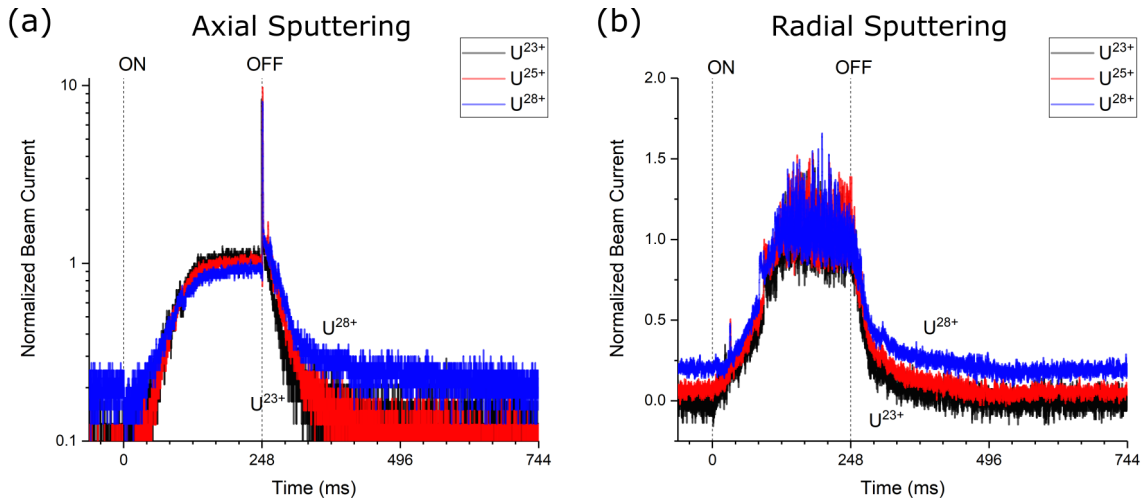 (a) Axial Sputtering
U23+
U25+
U28+
ON OFF
10
1
0.1
Normalized Beam Current
U28+
U23+
0 248 496 744
Time (ms)
(b) Radial Sputtering
U23+
U25+
U28+
ON OFF
2.0
1.5
1.0
0.5
0.0
Normalized Beam Current
U28+
U23+
0 248 496 744
Time (ms)